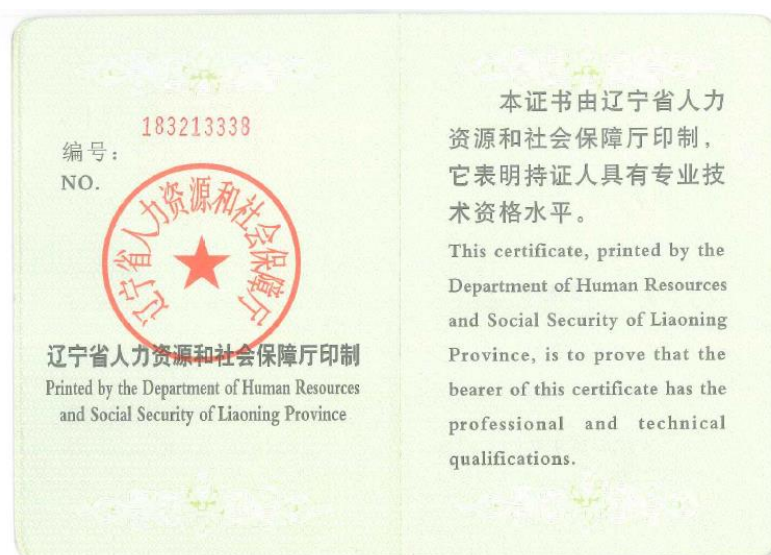 183213338
编号：
NO.
辽宁省人力资源和社会保障厅
辽宁省人力资源和社会保障厅印制
Printed by the Department of Human Resources
and Social Security of Liaoning Province
本证书由辽宁省人力
资源和社会保障厅印制，
它表明持证人具有专业技
术资格水平。
This certificate, printed by the
Department of Human Resources
and Social Security of Liaoning
Province, is to prove that the
bearer of this certificate has the
professional and technical
qualifications.